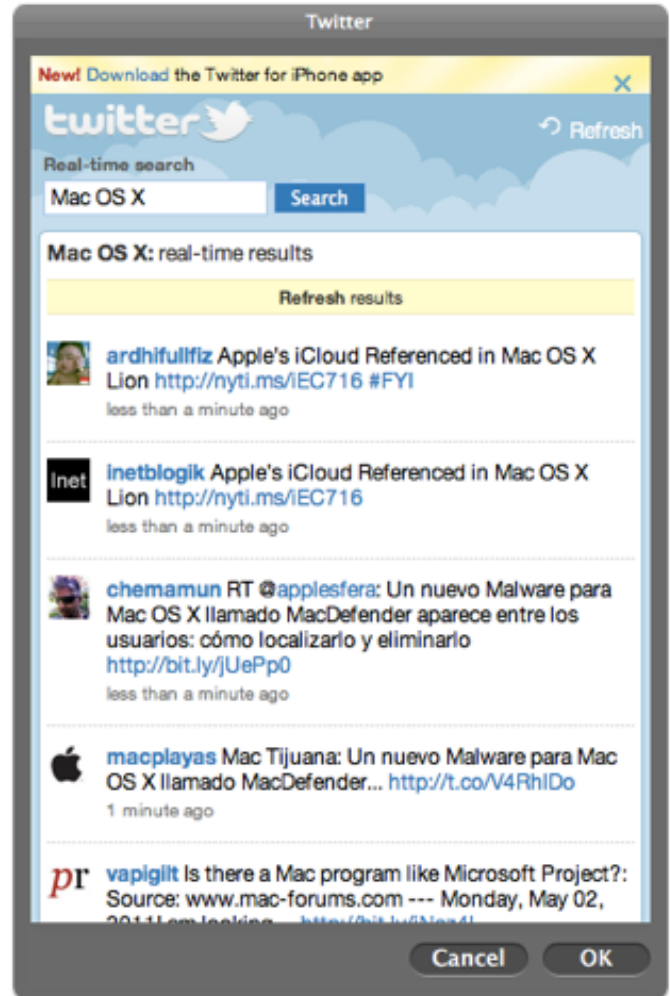 Twitter
New! Download the Twitter for iPhone app
twitter
Refresh
Real-time search
Mac OS X
Search
Mac OS X: real-time results
Refresh results
ardhifullfiz Apple's iCloud Referenced in Mac OS X
Lion http://nyti.ms/iEC716 #FYI
less than a minute ago
Inet
inetblogik Apple's iCloud Referenced in Mac OS X
Lion http://nyti.ms/iEC716
less than a minute ago
chemamun RT @applesfera: Un nuevo Malware para
Mac OS X llamado MacDefender aparece entre los
usuarios: cómo localizarlo y eliminarlo
http://bit.ly/jUePp0
less than a minute ago
macplayas Mac Tijuana: Un nuevo Malware para Mac
OS X llamado MacDefender... http://t.co/V4RhIDo
1 minute ago
pr
vapigilt Is there a Mac program like Microsoft Project?:
Source: www.mac-forums.com --- Monday, May 02,
2011I am looking
Cancel
OK